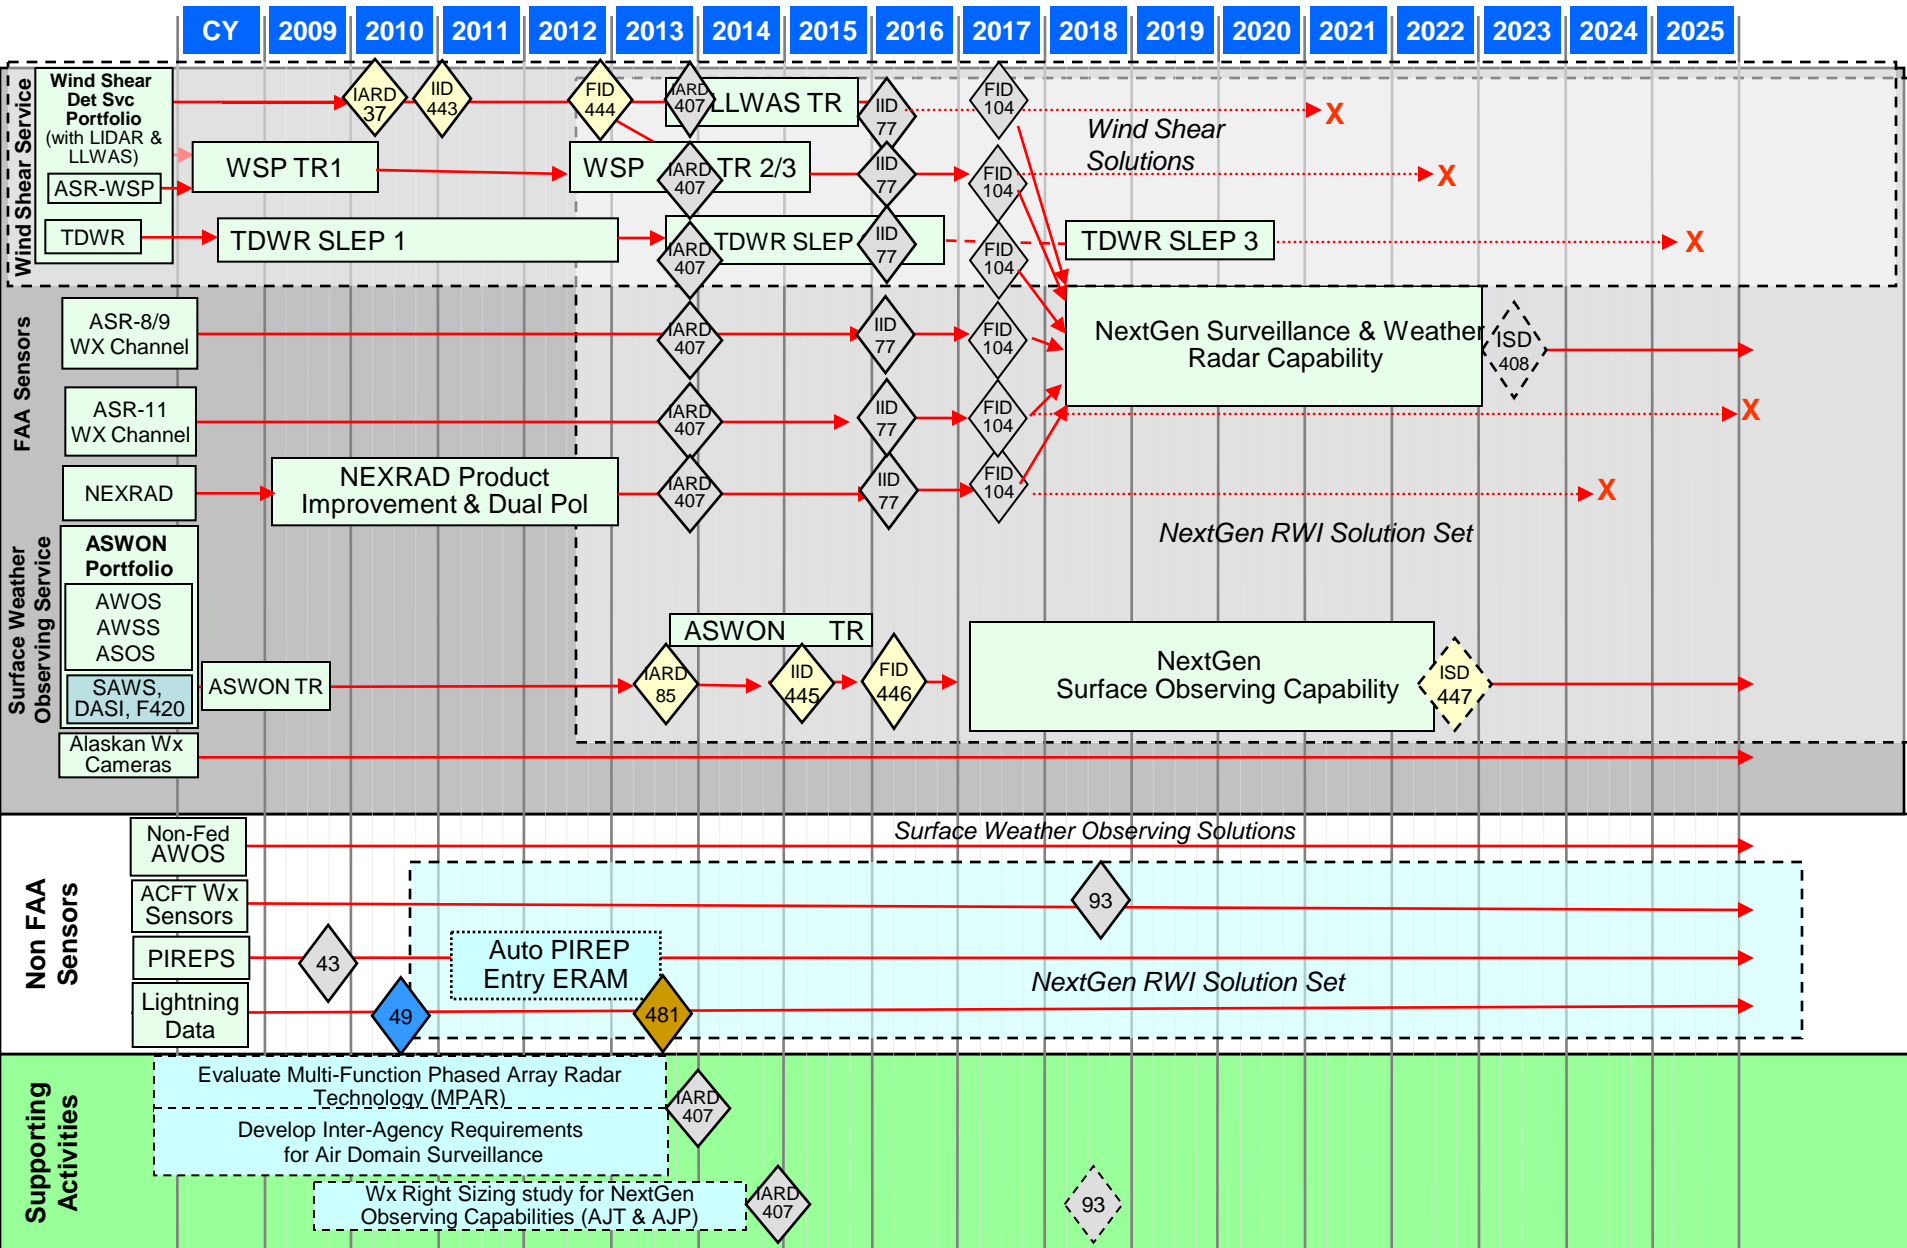 CY 2009 2010 2011 2012 2013 2014 2015 2016 2017 2018 2019 2020 2021 2022 2023 2024 2025
Wind Shear Service
Wind Shear
Det Svc
Portfolio
(with LIDAR &
LLWAS)
ASR-WSP
TDWR
IARD
37
IID
443
FID
444
IARD
407
LLWAS TR
IID
77
FID
104
X
Wind Shear
Solutions
WSP TR1
WSP TR 2/3
IARD
407
IID
77
FID
104
X
TDWR SLEP 1
IARD
407
TDWR SLEP
IID
77
FID
104
TDWR SLEP 3
X
FAA Sensors
ASR-8/9
WX Channel
IARD
407
IID
77
FID
104
NextGen Surveillance & Weather
Radar Capability
ISD
408
ASR-11
WX Channel
IARD
407
IID
77
FID
104
X
NEXRAD
NEXRAD Product
Improvement & Dual Pol
IARD
407
IID
77
FID
104
X
NextGen RWI Solution Set
Surface Weather
Observing Service
ASWON
Portfolio
AWOS
AWSS
ASOS
SAWS,
DASI, F420
ASWON TR
ASWON TR
IARD
85
IID
445
FID
446
NextGen
Surface Observing Capability
ISD
447
Alaskan Wx
Cameras
Non FAA
Sensors
Non-Fed
AWOS
Surface Weather Observing Solutions
ACFT Wx
Sensors
93
PIREPS
43
Auto PIREP
Entry ERAM
NextGen RWI Solution Set
Lightning
Data
49
481
Supporting
Activities
Evaluate Multi-Function Phased Array Radar
Technology (MPAR)
IARD
407
Develop Inter-Agency Requirements
for Air Domain Surveillance
Wx Right Sizing study for NextGen
Observing Capabilities (AJT & AJP)
IARD
407
93